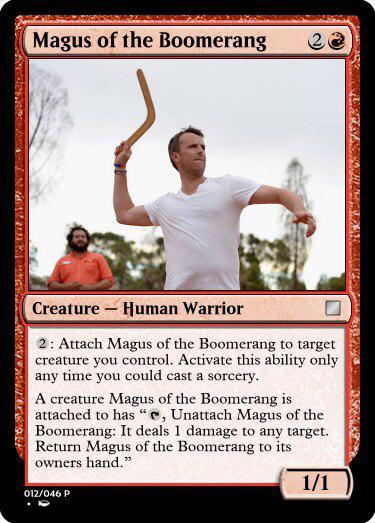 Magus of the Boomerang 2
Creature — Human Warrior
2: Attach Magus of the Boomerang to target
creature you control. Activate this ability only
any time you could cast a sorcery.
A creature Magus of the Boomerang is
attached to has “, Unattach Magus of the
Boomerang: It deals 1 damage to any target.
Return Magus of the Boomerang to its
owners hand.”
1/1
012/046 P